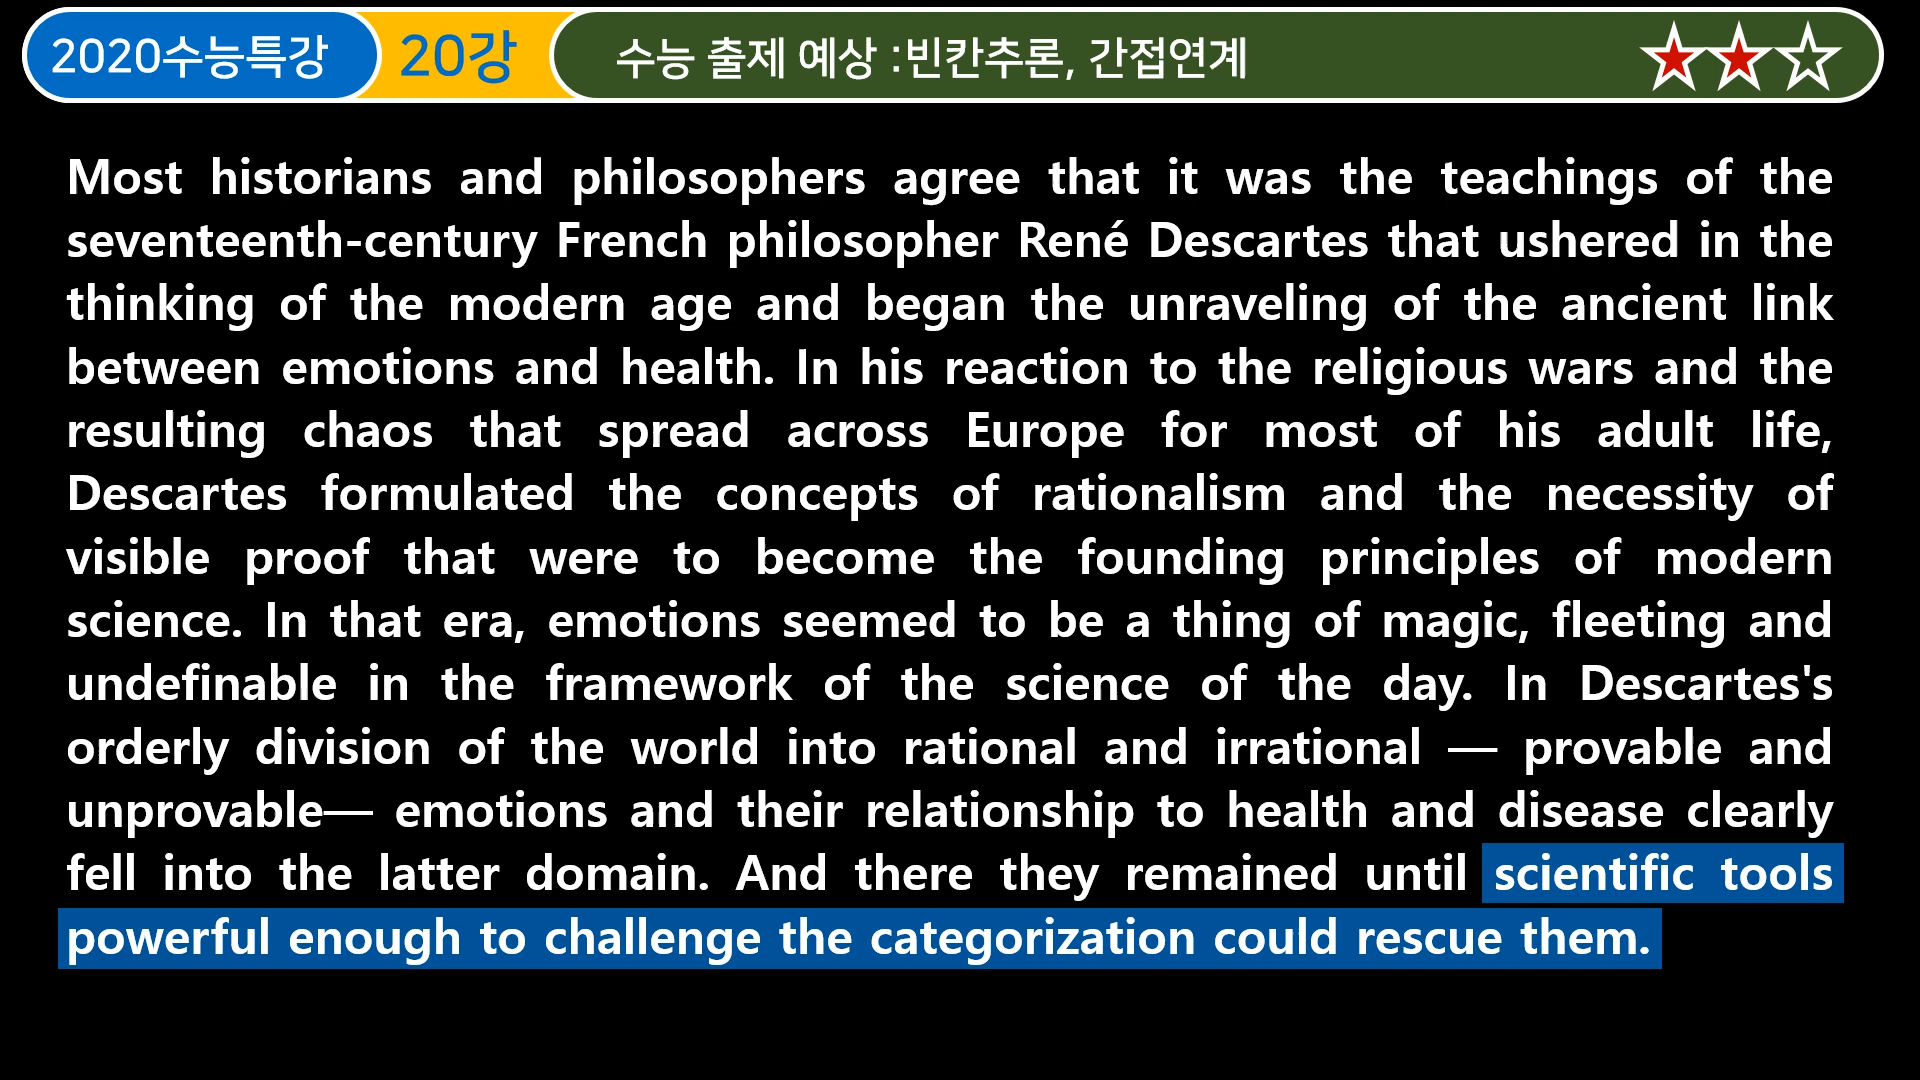 2020수능특강 20강 수능 출제 예상 :빈칸추론, 간접연계
Most historians and philosophers agree that it was the teachings of the
seventeenth-century French philosopher René Descartes that ushered in the
thinking of the modern age and began the unraveling of the ancient link
between emotions and health. In his reaction to the religious wars and the
resulting chaos that spread across Europe for most of his adult life,
Descartes formulated the concepts of rationalism and the necessity of
visible proof that were to become the founding principles of modern
science. In that era, emotions seemed to be a thing of magic, fleeting and
undefinable in the framework of the science of the day. In Descartes's
orderly division of the world into rational and irrational — provable and
unprovable— emotions and their relationship to health and disease clearly
fell into the latter domain. And there they remained until scientific tools
powerful enough to challenge the categorization could rescue them.